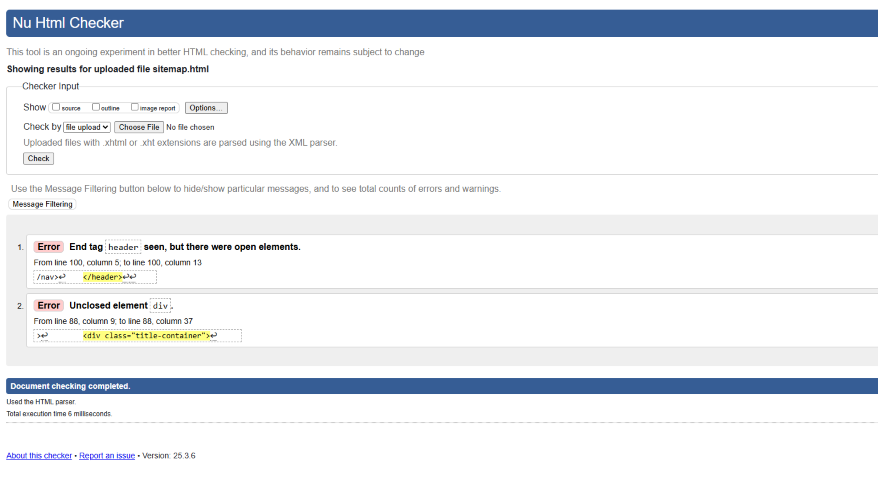 Nu Html Checker
This tool is an ongoing experiment in better HTML checking, and its behavior remains subject to change
Showing results for uploaded file sitemap.html
Checker Input
Show source outline image report Options...
Check by file upload Choose File No file chosen
Uploaded files with .xhtml or .xht extensions are parsed using the XML parser.
Check
Use the Message Filtering button below to hide/show particular messages, and to see total counts of errors and warnings.
Message Filtering
1. Error End tag header seen, but there were open elements.
From line 100, column 5; to line 100, column 13
/nav>↩ </header>↩↩
2. Error Unclosed element div.
From line 88, column 9; to line 88, column 37
>↩ <div class="title-container">↩
Document checking completed.
Used the HTML parser.
Total execution time 6 milliseconds.
About this checker • Report an issue • Version: 25.3.6